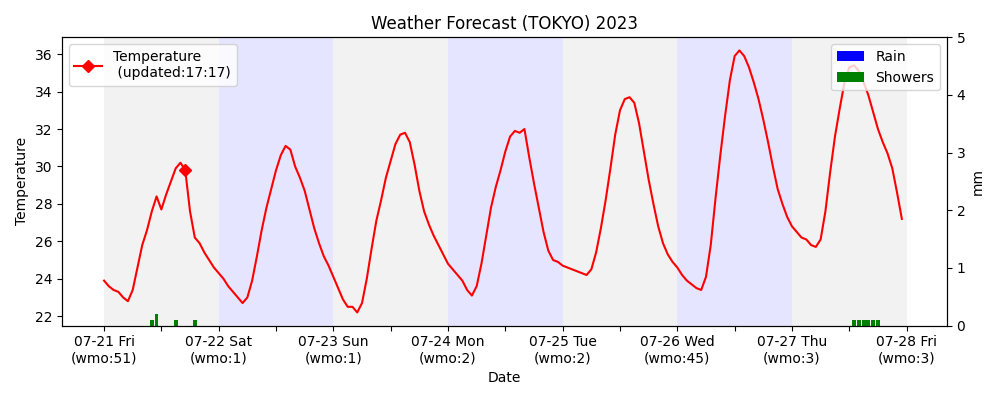 Weather Forecast (TOKYO) 2023
Temperature
(updated:17:17)
Rain
Showers
36
34
32
30
28
26
24
22
Temperature
5
4
3
2
1
0
mm
07-21 Fri
(wmo:51)
07-22 Sat
(wmo:1)
07-23 Sun
(wmo:1)
07-24 Mon
(wmo:2)
07-25 Tue
(wmo:2)
07-26 Wed
(wmo:45)
07-27 Thu
(wmo:3)
07-28 Fri
(wmo:3)
Date